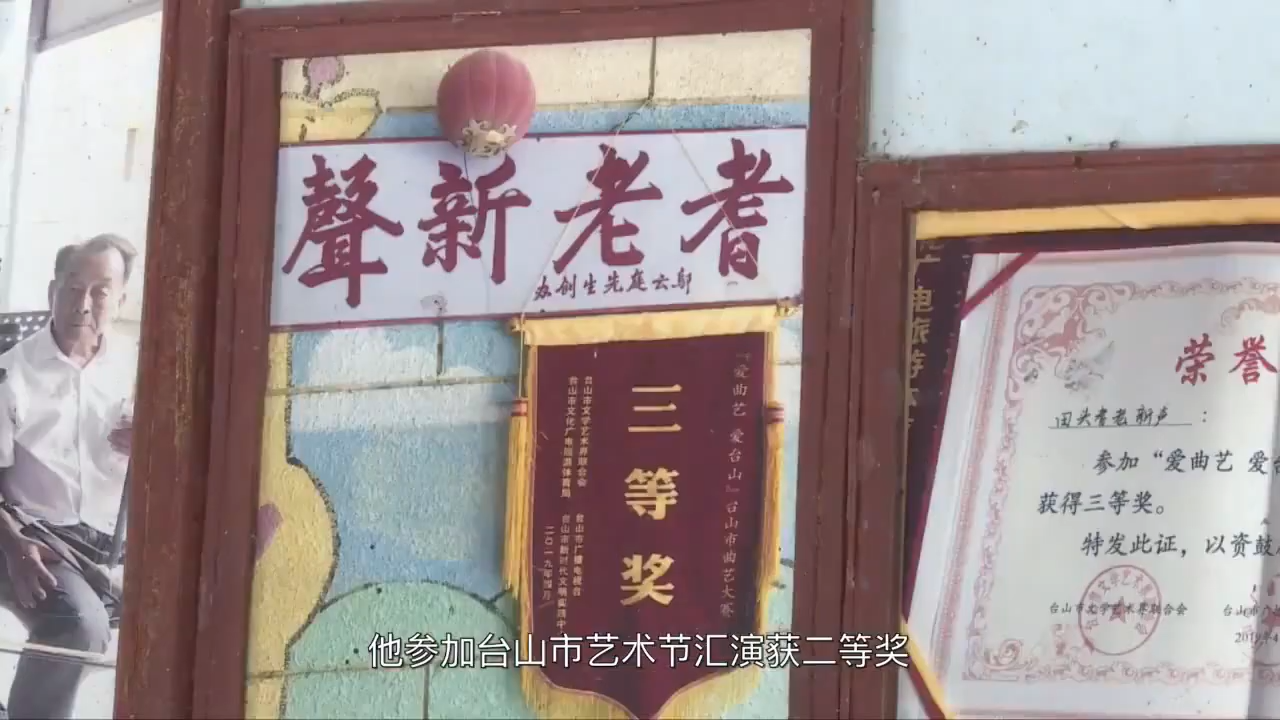 聲新老耆
办创生先庭云邬
『爱曲艺 爱台山』台山市曲艺大赛
三等奖
台山市文学艺术界联合会 台山市广播电视台
台山市文化广电旅游体育局 台山市新时代文明实践中
二〇一九年四月
电旅游
荣誉
田头耆老新声：
参加“爱曲艺 爱台
获得三等奖。
特发此证，以资鼓
台山市文学艺术界联合会
他参加台山市艺术节汇演获二等奖